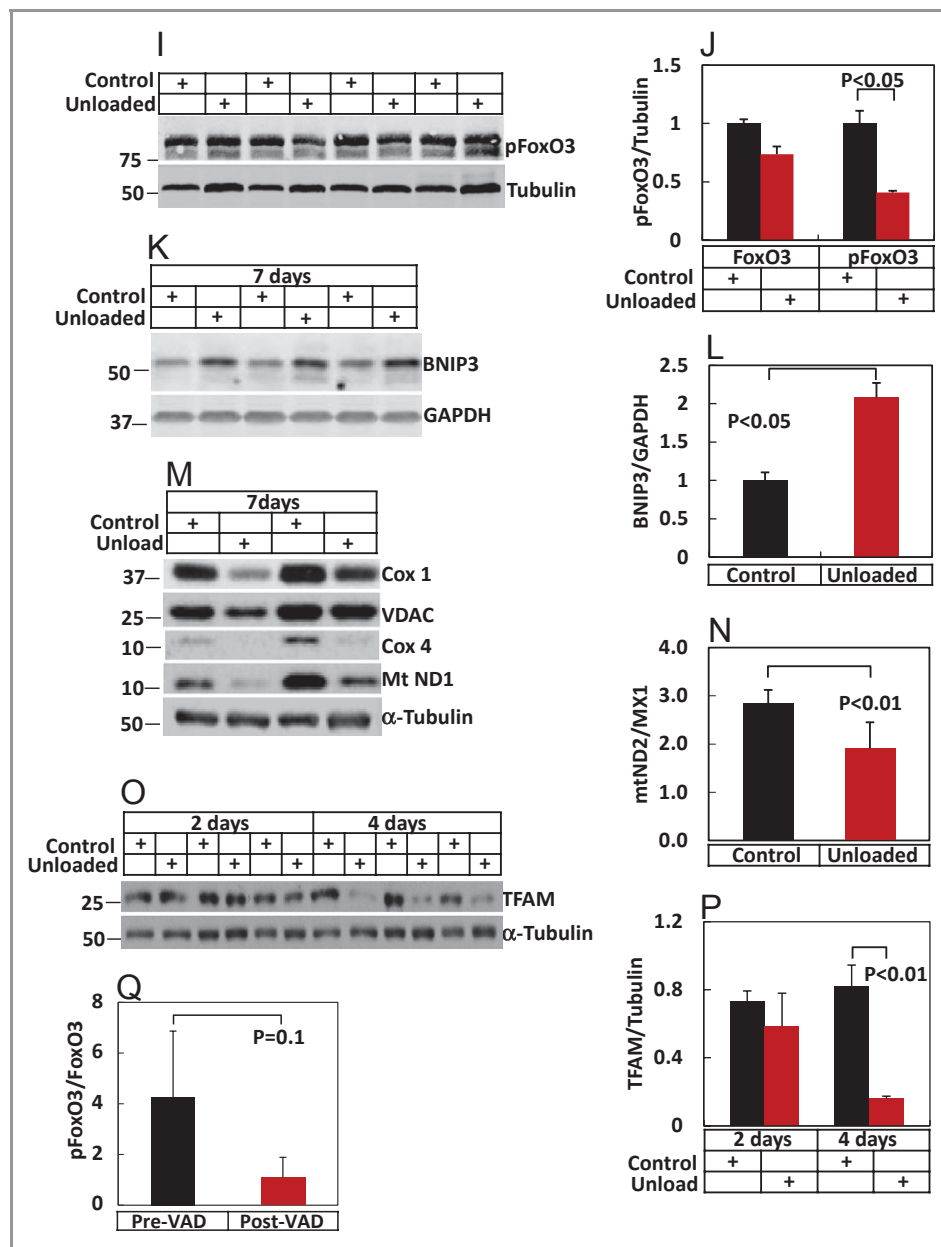 I
Control + + + +
Unloaded + + + +
pFoxO3
75
50 Tubulin
J
pFoxO3/Tubulin
1.5
1
0.5
0
P<0.05
FoxO3 pFoxO3
Control + +
Unloaded + +
K
7 days
Control + + +
Unloaded + + +
50 BNIP3
37 GAPDH
L
BNIP3/GAPDH
2.5
2
1.5
1
0.5
0
P<0.05
Control Unloaded
M
7days
Control + +
Unload + +
37 Cox 1
25 VDAC
10 Cox 4
10 Mt ND1
50 α-Tubulin
N
mtND2/MX1
4.0
3.0
2.0
1.0
0.0
P<0.01
Control Unloaded
O
2 days 4 days
Control + + + + + +
Unloaded + + + + + +
25 TFAM
50 α-Tubulin
P
TFAM/Tubulin
1.2
0.8
0.4
0
P<0.01
2 days 4 days
Control + +
Unload + +
Q
pFoxO3/FoxO3
8
6
4
2
0
P=0.1
Pre-VAD Post-VAD